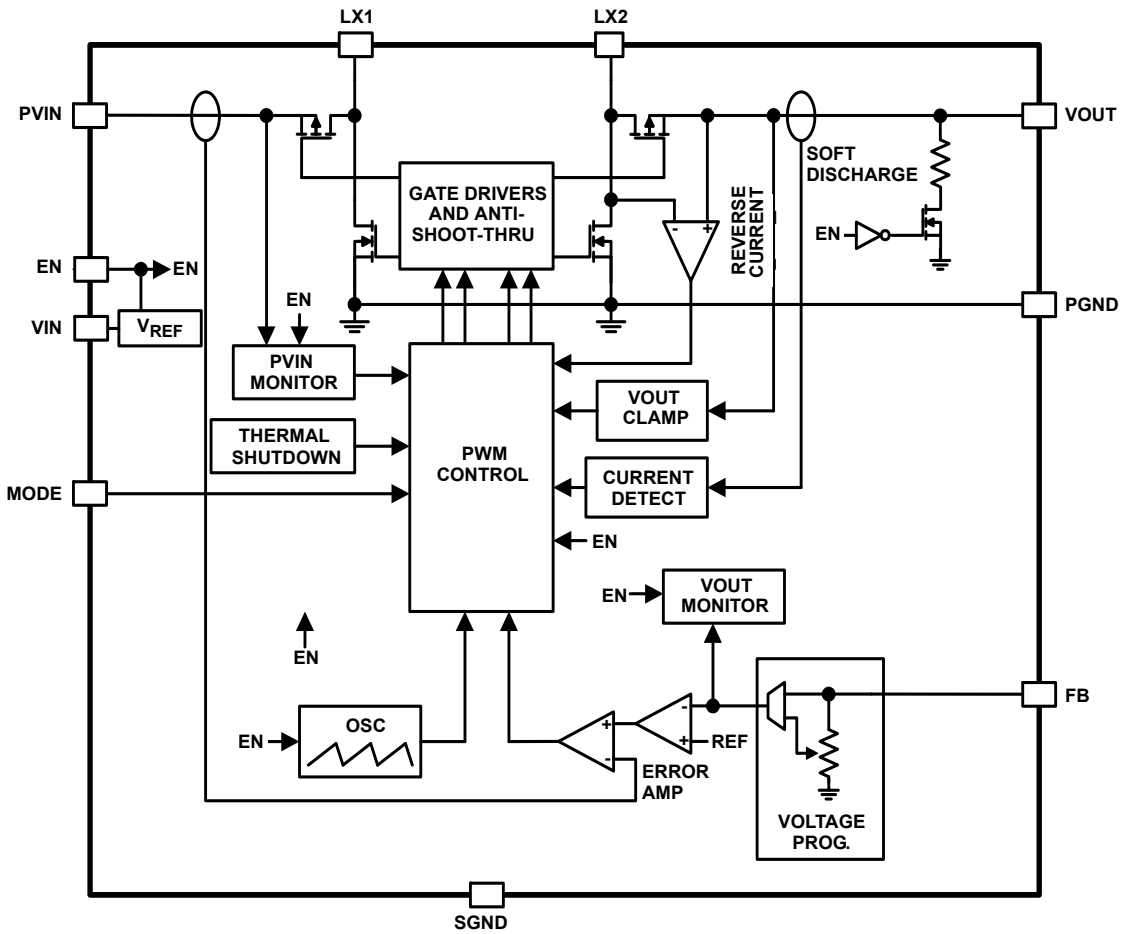 LX1
LX2
PVIN
VOUT
SOFT
DISCHARGE
GATE DRIVERS
AND ANTI-
SHOOT-THRU
REVERSE
CURRENT
-
+
EN
EN
EN
VIN
VREF
EN
PGND
PVIN
MONITOR
VOUT
CLAMP
THERMAL
SHUTDOWN
PWM
CONTROL
CURRENT
DETECT
MODE
EN
EN
VOUT
MONITOR
EN
FB
EN
OSC
+
-
-
+
REF
ERROR
AMP
VOLTAGE
PROG.
SGND